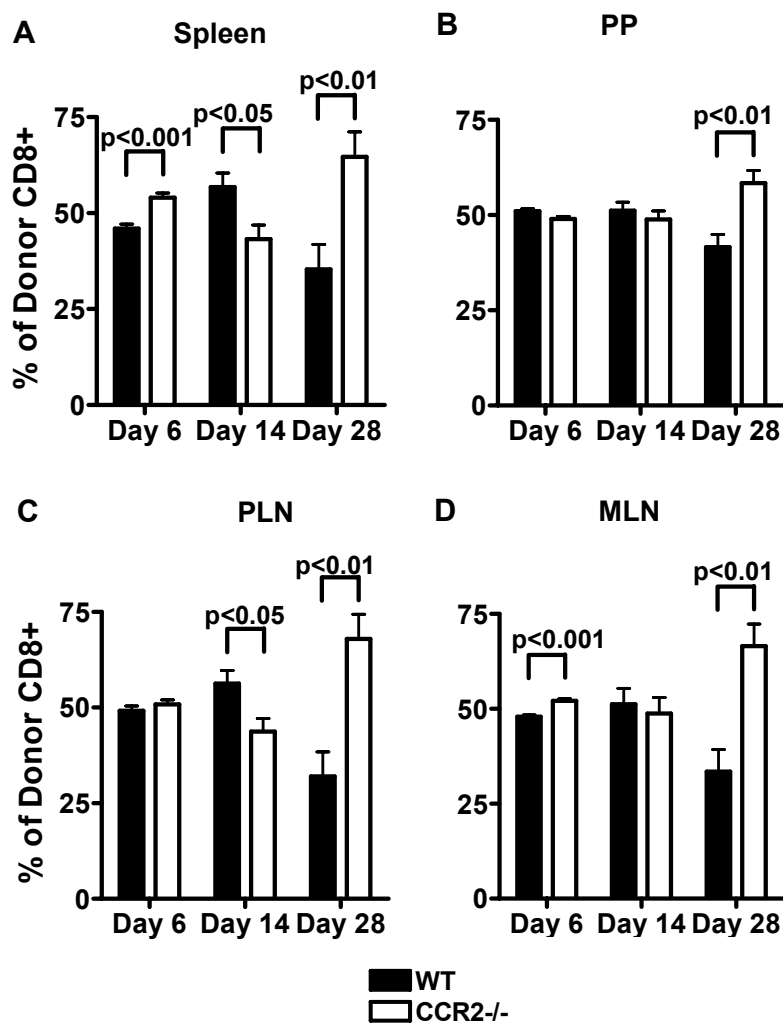 A Spleen
% of Donor CD8+
75
50
25
0
p<0.001
p<0.05
p<0.01
Day 6 Day 14 Day 28
B PP
75
50
25
0
p<0.01
Day 6 Day 14 Day 28
C PLN
% of Donor CD8+
75
50
25
0
p<0.05
p<0.01
Day 6 Day 14 Day 28
D MLN
75
50
25
0
p<0.001
p<0.01
Day 6 Day 14 Day 28
WT
CCR2-/-